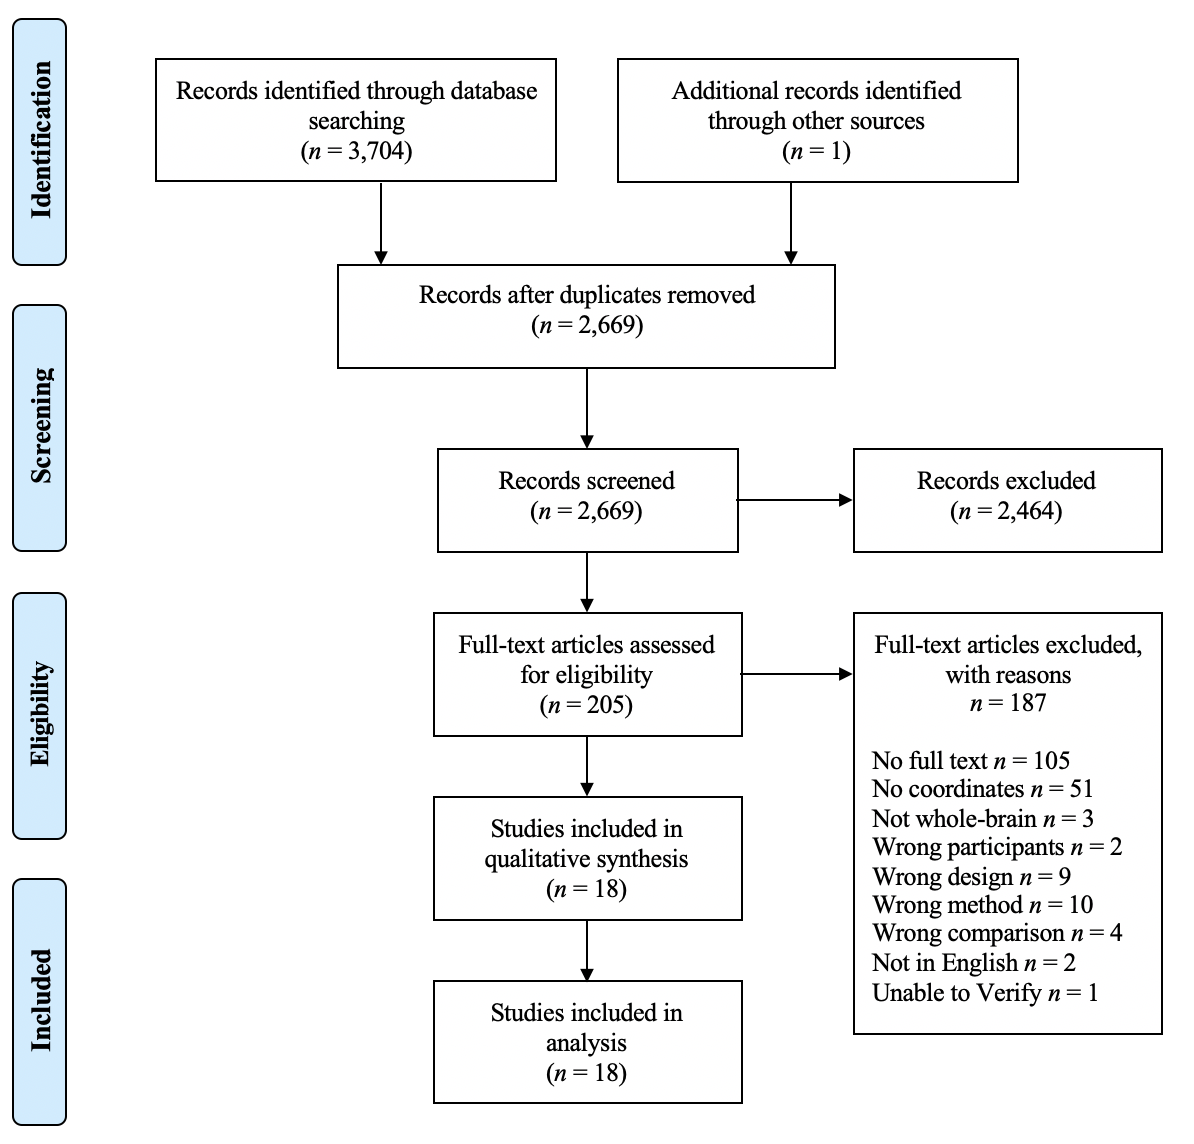 Identification
Records identified through database
searching
(n = 3,704)
Additional records identified
through other sources
(n = 1)
Records after duplicates removed
(n = 2,669)
Screening
Records screened
(n = 2,669)
Records excluded
(n = 2,464)
Eligibility
Full-text articles assessed
for eligibility
(n = 205)
Full-text articles excluded,
with reasons
n = 187
No full text n = 105
No coordinates n = 51
Not whole-brain n = 3
Wrong participants n = 2
Wrong design n = 9
Wrong method n = 10
Wrong comparison n = 4
Not in English n = 2
Unable to Verify n = 1
Studies included in
qualitative synthesis
(n = 18)
Included
Studies included in
analysis
(n = 18)